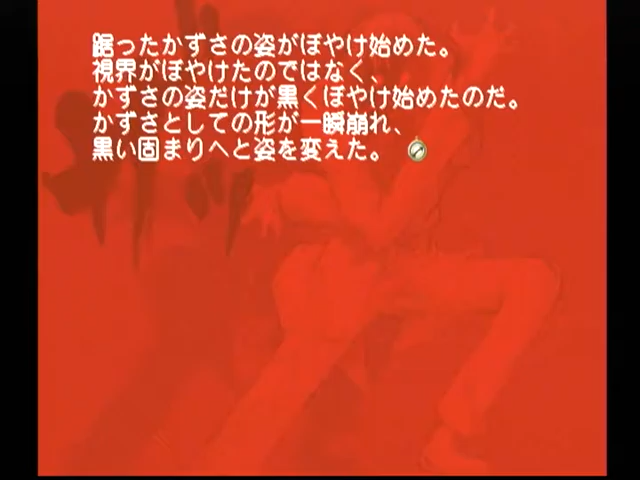 踞ったかずさの姿がぼやけ始めた。
視界がぼやけたのではなく、
かずさの姿だけが黒くぼやけ始めたのだ。
かずさとしての形が一瞬崩れ、
黒い固まりへと姿を変えた。